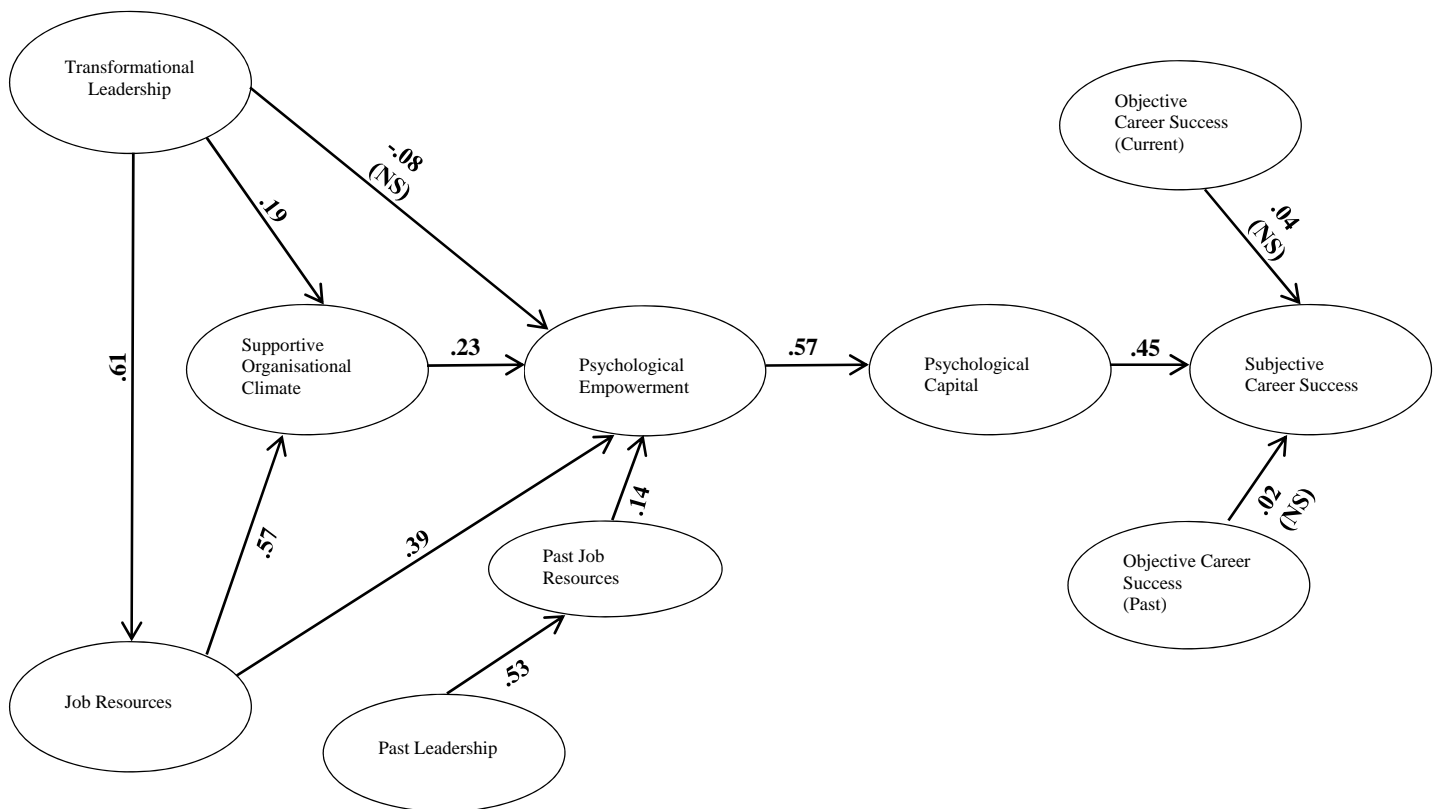 Transformational
Leadership
Objective
Career Success
(Current)
-.08
(NS)
.19
.04
(NS)
.61
Supportive
Organisational
Climate
.23
Psychological
Empowerment
.57
Psychological
Capital
.45
Subjective
Career Success
.57
.39
.14
.02
(NS)
Past Job
Resources
Objective Career
Success
(Past)
.53
Job Resources
Past Leadership